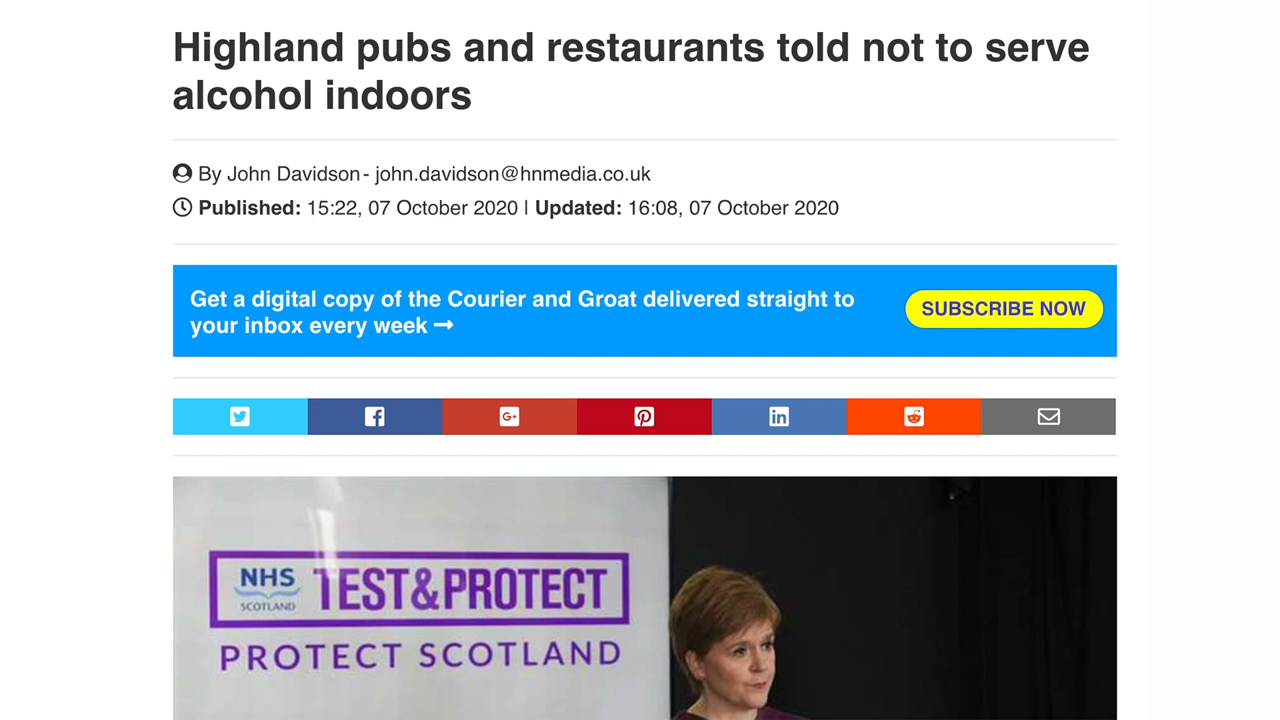 Highland pubs and restaurants told not to serve
alcohol indoors
By John Davidson - john.davidson@hnmedia.co.uk
Published: 15:22, 07 October 2020 | Updated: 16:08, 07 October 2020
Get a digital copy of the Courier and Groat delivered straight to
your inbox every week →
SUBSCRIBE NOW
G+
in
NHS
SCOTLAND
TEST&PROTECT
PROTECT SCOTLAND